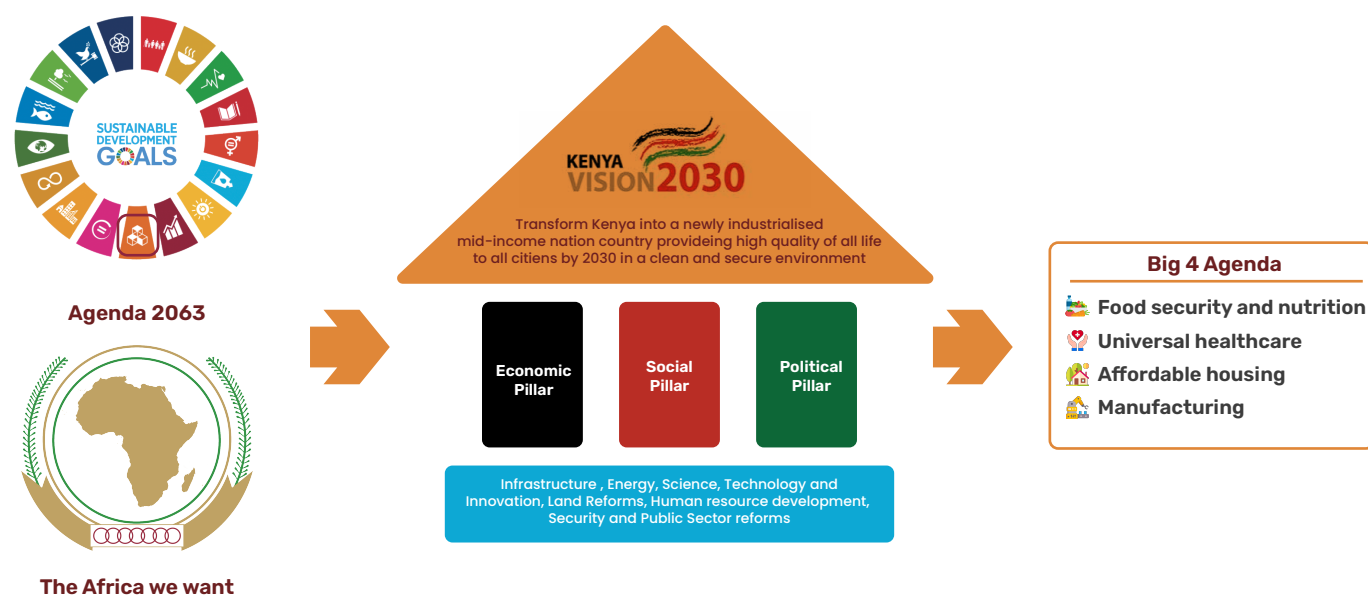 SUSTAINABLE
DEVELOPMENT
GOALS
Agenda 2063
The Africa we want
KENYA
VISION 2030
Transform Kenya into a newly industrialised
mid-income nation country provideing high quality of all life
to all citiens by 2030 in a clean and secure environment
Economic
Pillar
Social
Pillar
Political
Pillar
Infrastructure , Energy, Science, Technology and
Innovation, Land Reforms, Human resource development,
Security and Public Sector reforms
Big 4 Agenda
Food security and nutrition
Universal healthcare
Affordable housing
Manufacturing